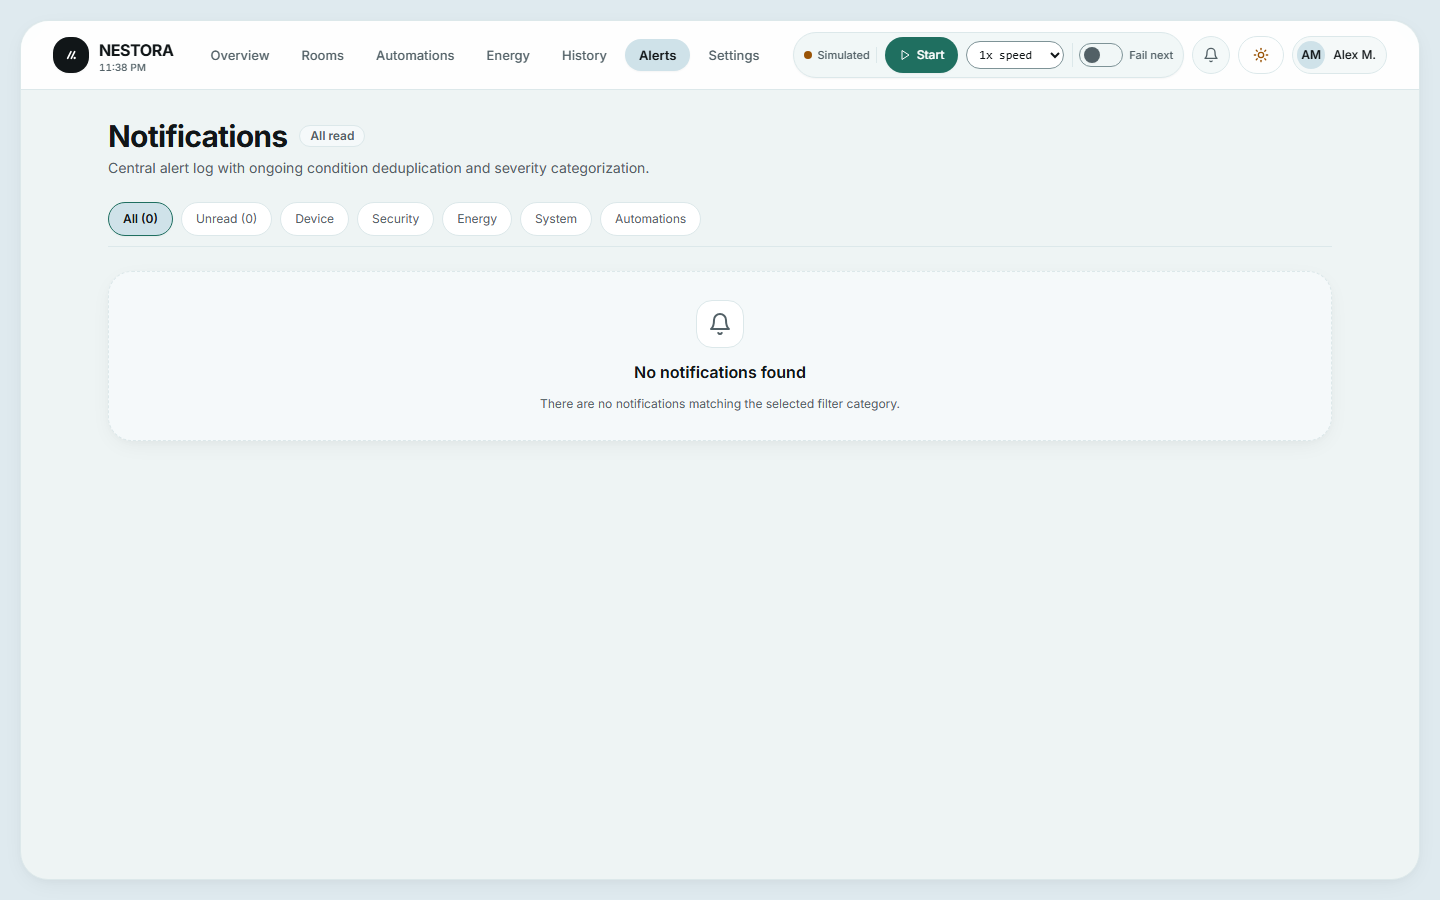 NESTORA
11:38 PM
Overview
Rooms
Automations
Energy
History
Alerts
Settings
Simulated
Start
1x speed
Fail next
AM
Alex M.
Notifications
All read
Central alert log with ongoing condition deduplication and severity categorization.
All (0)
Unread (0)
Device
Security
Energy
System
Automations
No notifications found
There are no notifications matching the selected filter category.